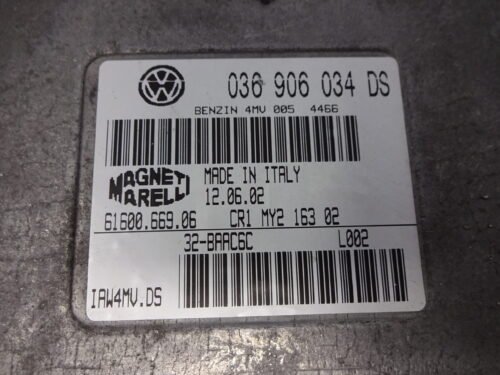 036 906 034 DS
BENZIN 4MV 005 4466
MAGNETI MARELLI
MADE IN ITALY
12.06.02
61600.669.06 CR1 MY2 163 02
32-BAAC6C L002
IAW4MV.DS